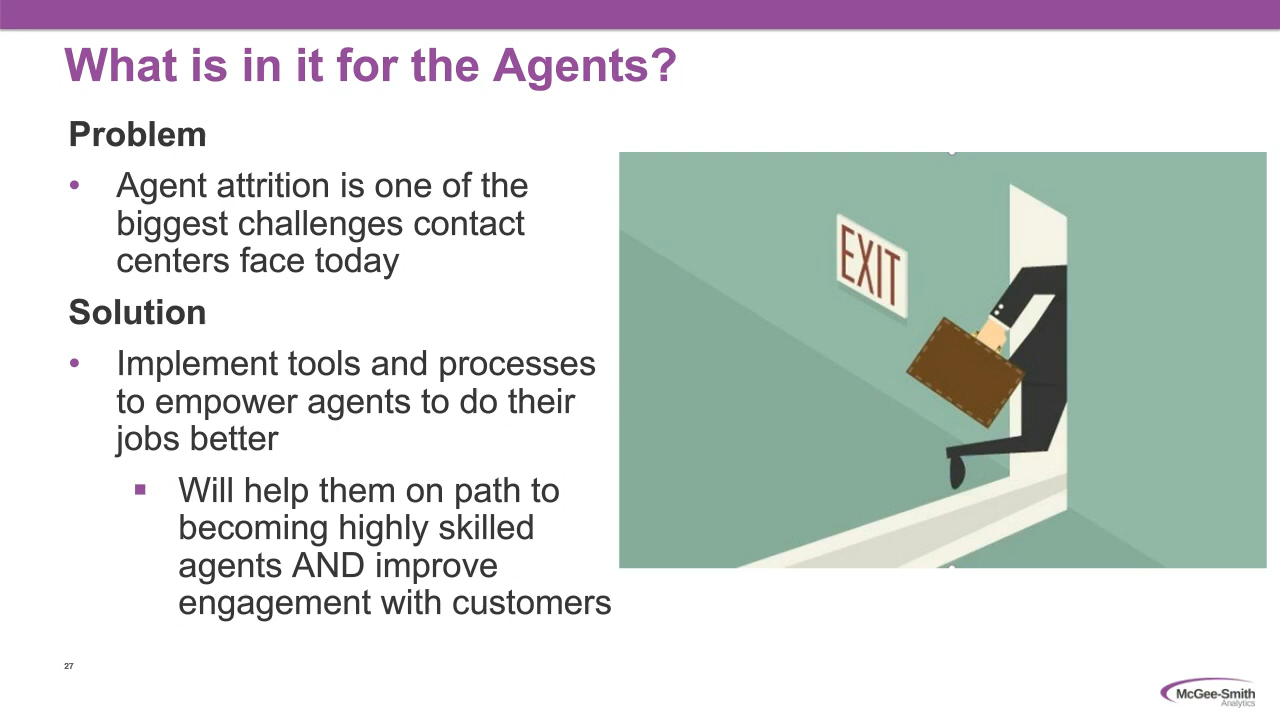 What is in it for the Agents?
Problem
• Agent attrition is one of the
biggest challenges contact
centers face today
Solution
• Implement tools and processes
to empower agents to do their
jobs better
▪ Will help them on path to
becoming highly skilled
agents AND improve
engagement with customers
EXIT
27
McGee-Smith
Analytics